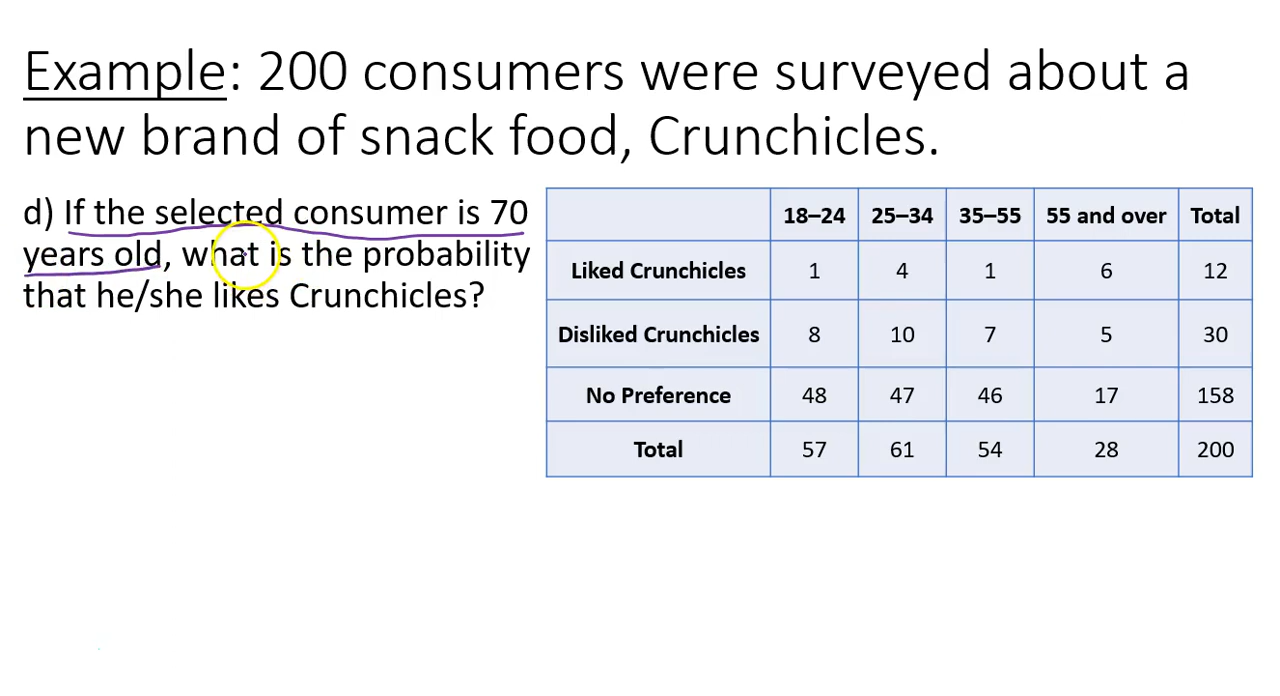 Example: 200 consumers were surveyed about a
new brand of snack food, Crunchicles.
d) If the selected consumer is 70
years old, what is the probability
that he/she likes Crunchicles?
18–24 25–34 35–55 55 and over Total
Liked Crunchicles 1 4 1 6 12
Disliked Crunchicles 8 10 7 5 30
No Preference 48 47 46 17 158
Total 57 61 54 28 200